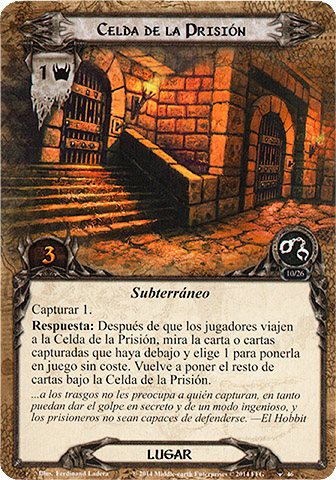 CELDA DE LA PRISIÓN
1
3
10/26
Subterráneo
Capturar 1.
Respuesta: Después de que los jugadores viajen
a la Celda de la Prisión, mira la carta o cartas
capturadas que haya debajo y elige 1 para ponerla
en juego sin coste. Vuelve a poner el resto de
cartas bajo la Celda de la Prisión.
...a los trasgos no les preocupa a quién capturan, en tanto
puedan dar el golpe en secreto y de un modo ingenioso, y
los prisioneros no sean capaces de defenderse. —El Hobbit
LUGAR
Ilus. Ferdinand Ladera
© 2014 Middle-earth Enterprises © 2014 FFG
46